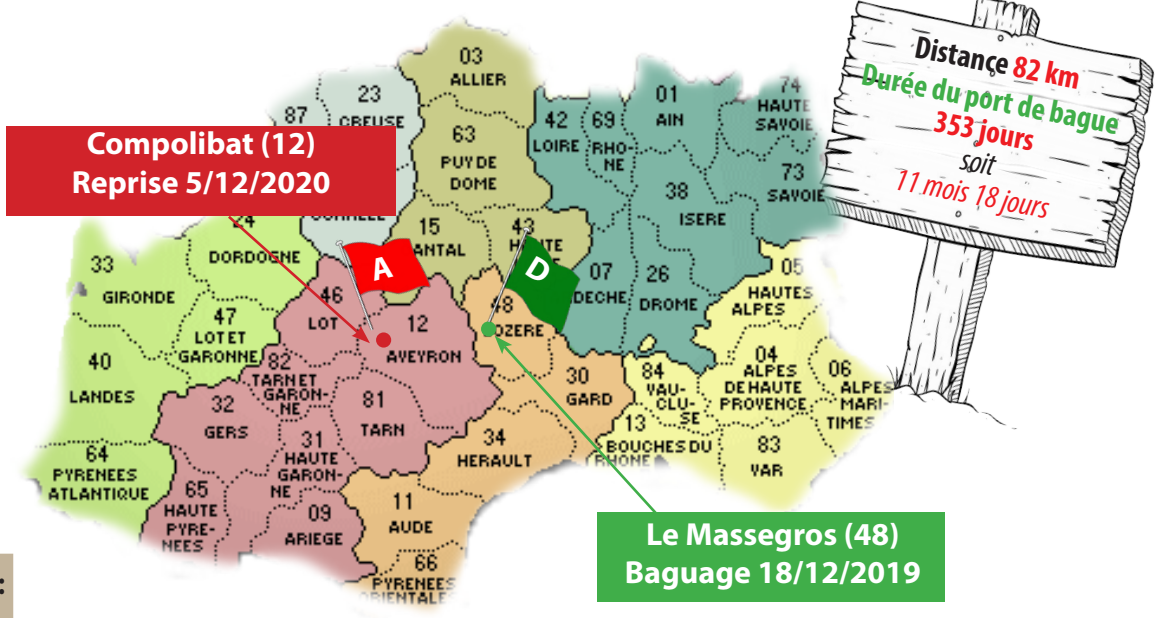 Distance 82 km
Durée du port de bague
353 jours
soit
11 mois 18 jours
Compolibat (12)
Reprise 5/12/2020
A
D
Le Massegros (48)
Baguage 18/12/2019
03
ALLIER
23
CREUSE
87
63
PUY DE
DOME
42
LOIRE
69
RHO-
NE
01
AIN
74
HAUTE
SAVOIE
73
SAVOIE
38
ISERE
15
ANTAL
43
HAUTE
24
DORDOGNE
33
GIRONDE
46
LOT
12
AVEYRON
48
OZERE
07
DECHE
26
DROME
05
HAUTES
ALPES
47
LOT ET
GARONNE
40
LANDES
82
TARN ET
GARON-
NE
81
TARN
30
GARD
84
VAU-
CLU-
SE
04
ALPES
DE HAUTE
PROVENCE
06
ALPES
MARI-
TIMES
32
GERS
31
HAUTE
GARON-
NE
34
HERAULT
13
BOUCHES DU
RHONE
83
VAR
64
PYRENEES
ATLANTIQUE
65
HAUTE
PYRE-
NEES
09
ARIEGE
11
AUDE
66
PYRENEES
ORIENTALE
: